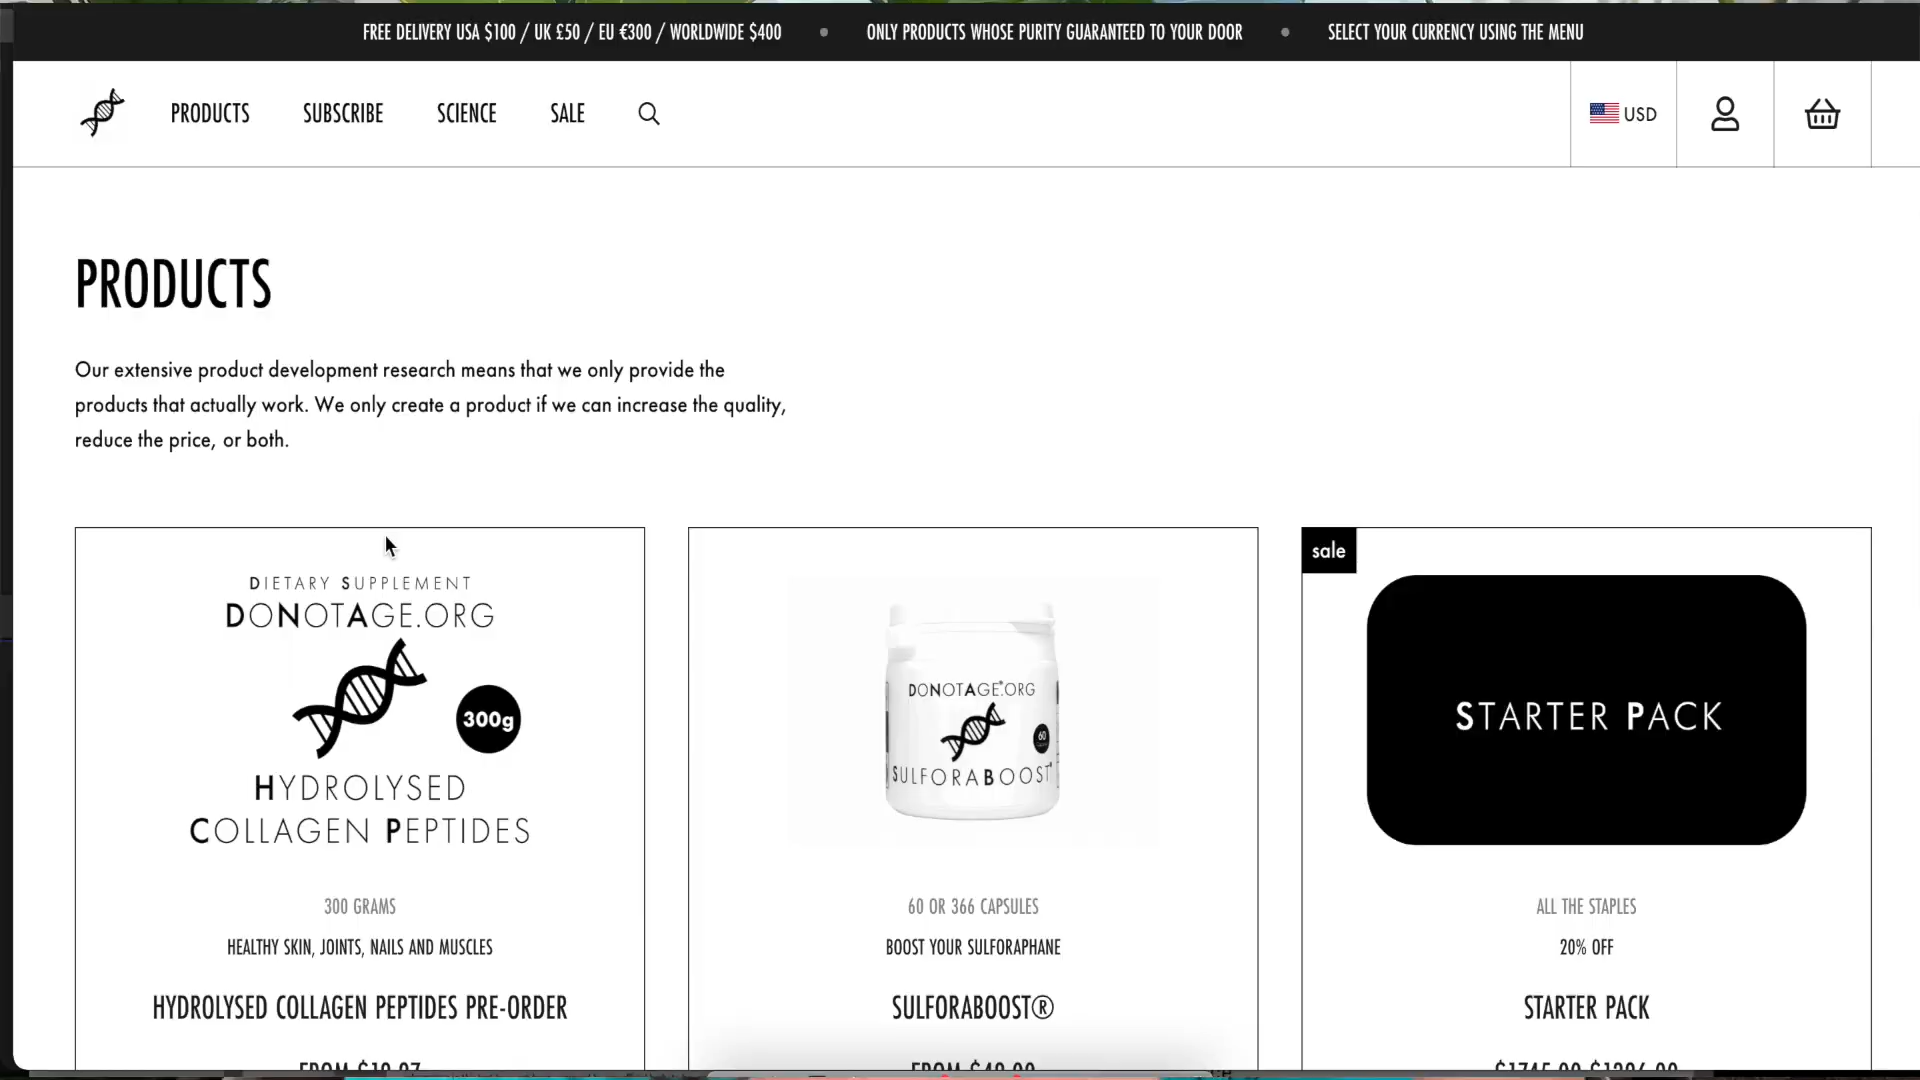 FREE DELIVERY USA $100 / UK £50 / EU €300 / WORLDWIDE $400
ONLY PRODUCTS WHOSE PURITY GUARANTEED TO YOUR DOOR
SELECT YOUR CURRENCY USING THE MENU
PRODUCTS
SUBSCRIBE
SCIENCE
SALE
USD
PRODUCTS
Our extensive product development research means that we only provide the
products that actually work. We only create a product if we can increase the quality,
reduce the price, or both.
DIETARY SUPPLEMENT
DONOTAGE.ORG
300g
HYDROLYSED
COLLAGEN PEPTIDES
300 GRAMS
HEALTHY SKIN, JOINTS, NAILS AND MUSCLES
HYDROLYSED COLLAGEN PEPTIDES PRE-ORDER
DONOTAGE®.ORG
60
SULFORABOOST®
60 OR 366 CAPSULES
BOOST YOUR SULFORAPHANE
SULFORABOOST®
sale
STARTER PACK
ALL THE STAPLES
20% OFF
STARTER PACK